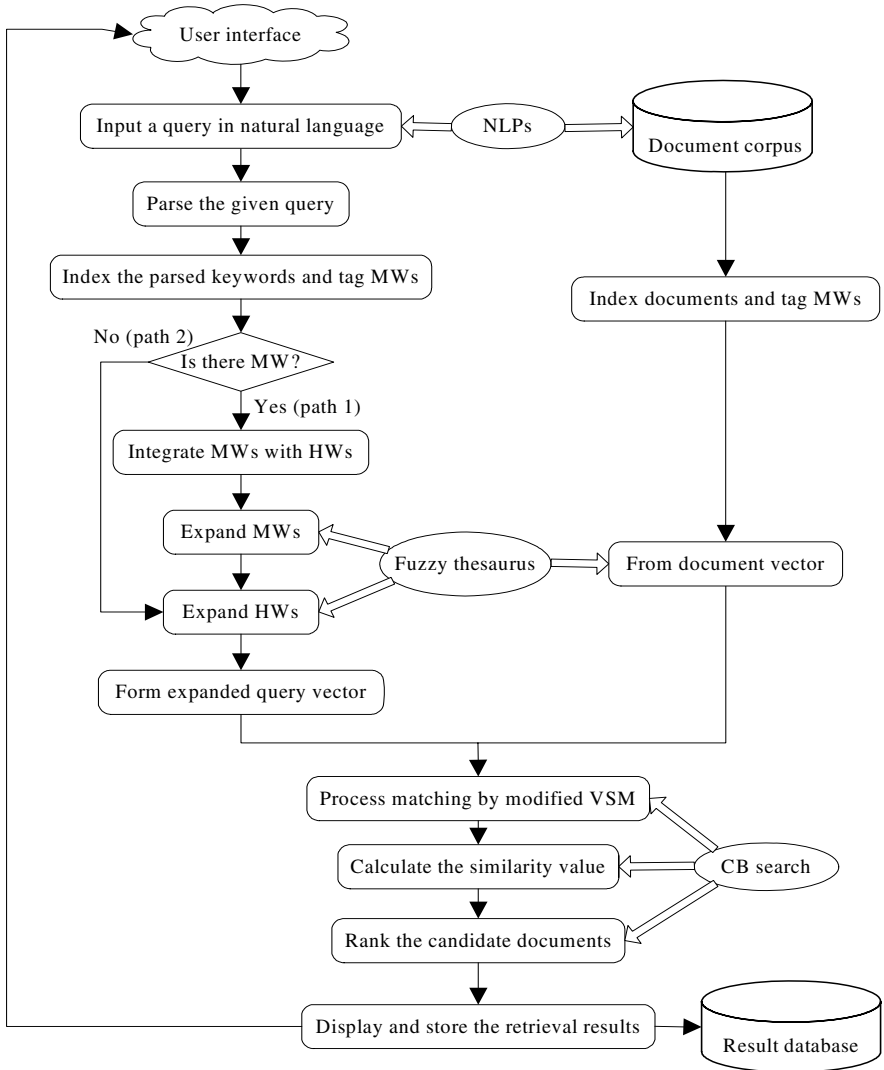 User interface
Input a query in natural language
NLPs
Document corpus
Parse the given query
Index the parsed keywords and tag MWs
Index documents and tag MWs
No (path 2)
Is there MW?
Yes (path 1)
Integrate MWs with HWs
Expand MWs
Fuzzy thesaurus
From document vector
Expand HWs
Form expanded query vector
Process matching by modified VSM
Calculate the similarity value
CB search
Rank the candidate documents
Display and store the retrieval results
Result database